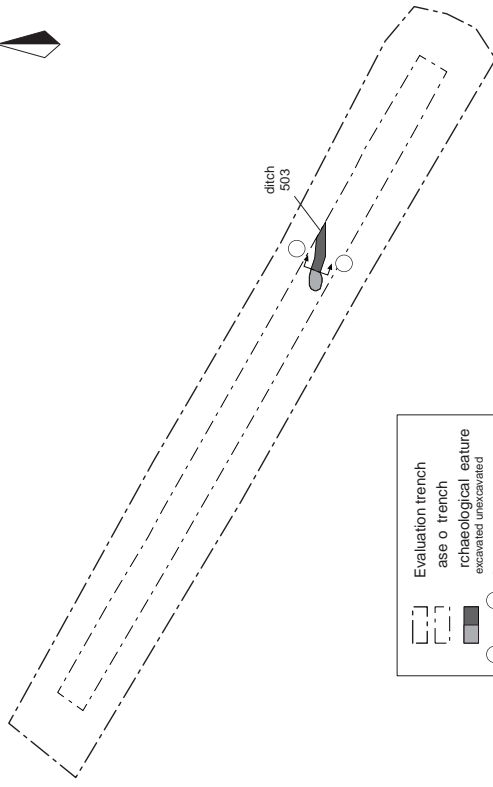 ditch
503
Evaluation trench
ase o trench
rchaeological eature
excavated unexcavated